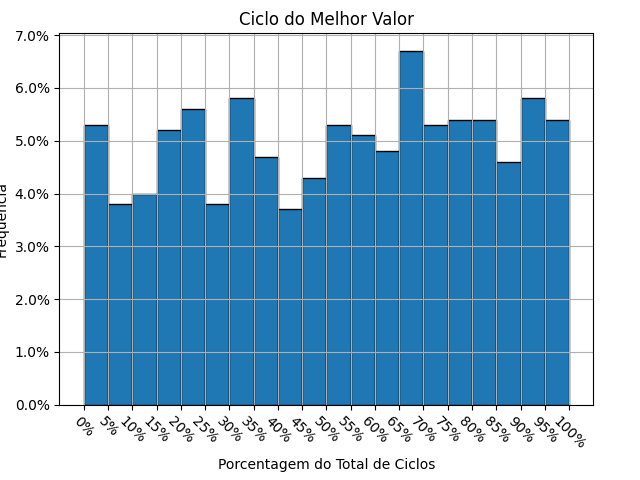 Ciclo do Melhor Valor
7.0%
6.0%
5.0%
4.0%
3.0%
2.0%
1.0%
0.0%
Frequência
0% 5% 10% 15% 20% 25% 30% 35% 40% 45% 50% 55% 60% 65% 70% 75% 80% 85% 90% 95% 100%
Porcentagem do Total de Ciclos